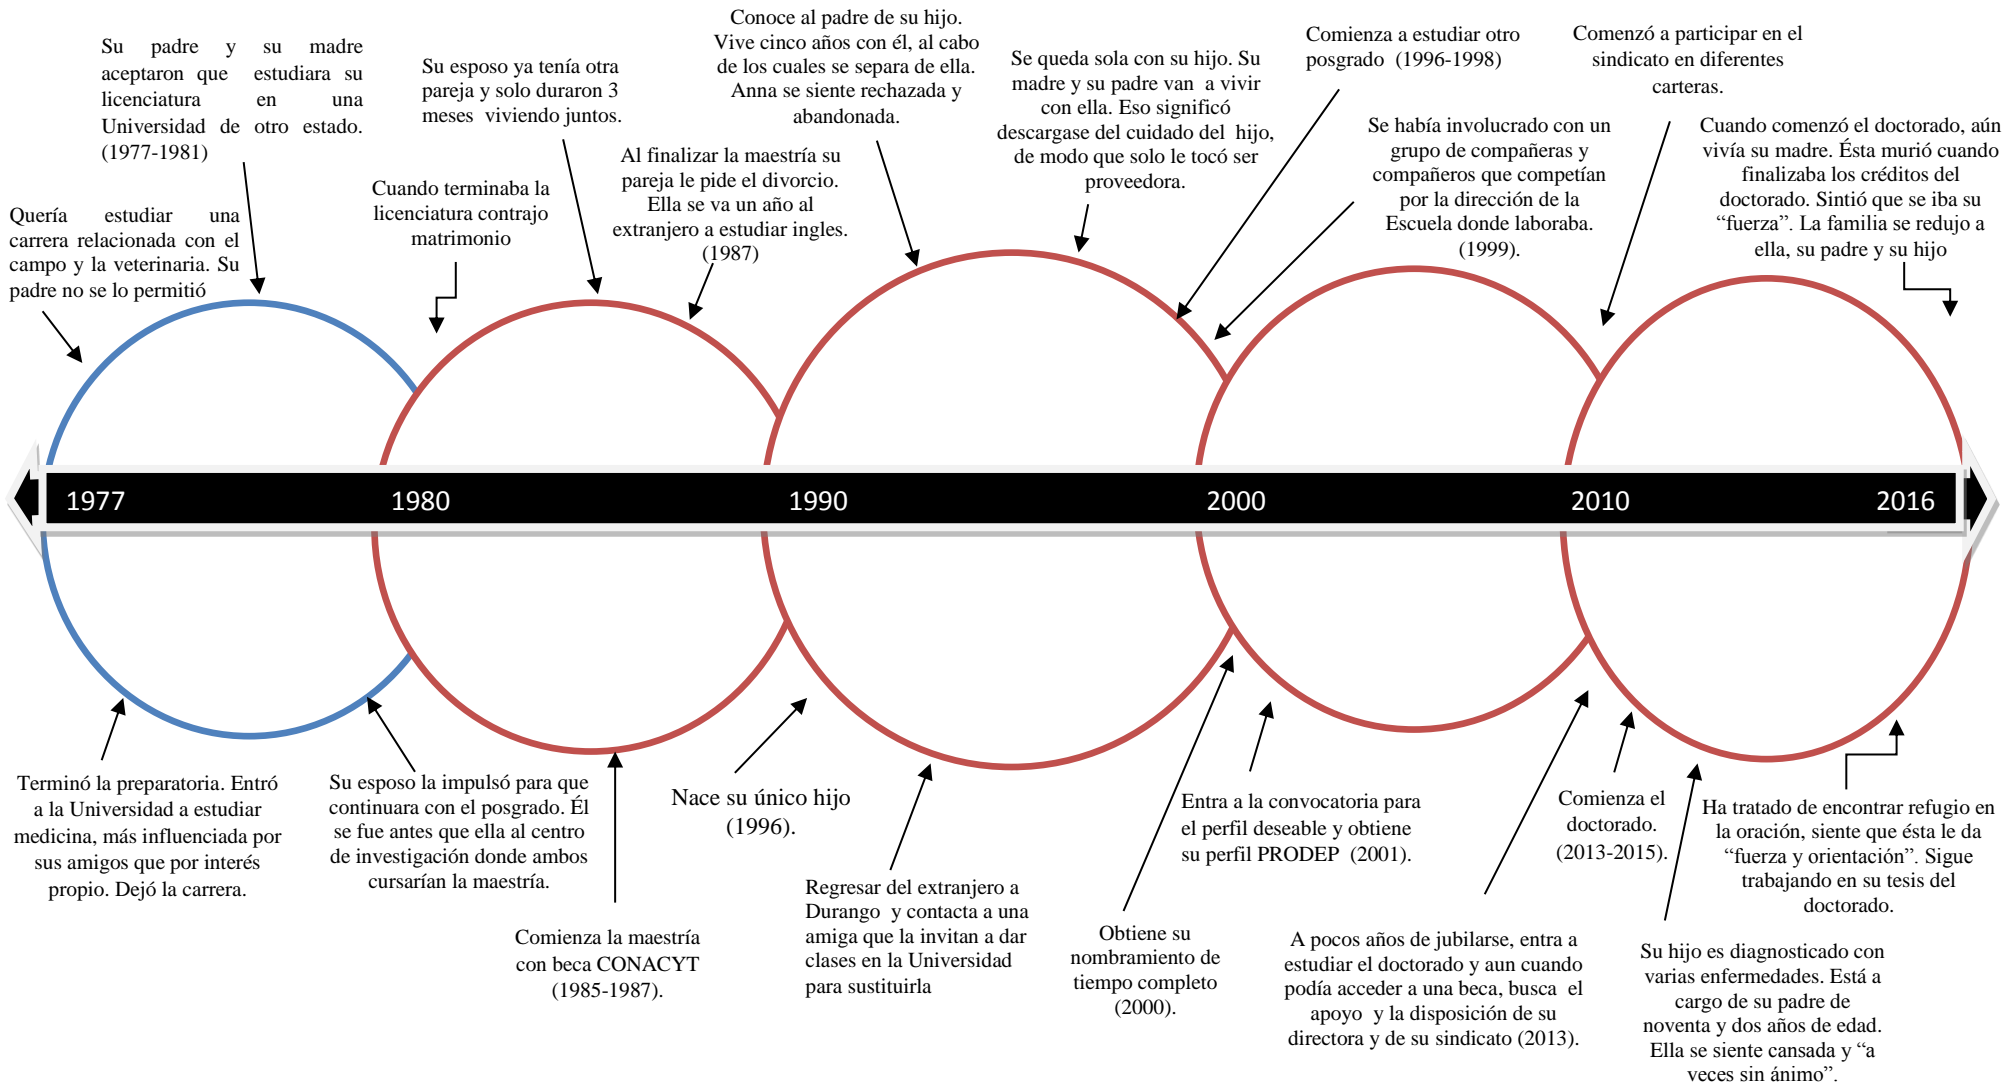 Su padre y su madre
aceptaron que estudiara su
licenciatura en una
Universidad de otro estado.
(1977-1981)
Quería estudiar una
carrera relacionada con el
campo y la veterinaria. Su
padre no se lo permitió
Cuando terminaba la
licenciatura contrajo
matrimonio
Su esposo ya tenía otra
pareja y solo duraron 3
meses viviendo juntos.
Al finalizar la maestría su
pareja le pide el divorcio.
Ella se va un año al
extranjero a estudiar ingles.
(1987)
Conoce al padre de su hijo.
Vive cinco años con él, al cabo
de los cuales se separa de ella.
Anna se siente rechazada y
abandonada.
Se queda sola con su hijo. Su
madre y su padre van a vivir
con ella. Eso significó
descargase del cuidado del hijo,
de modo que solo le tocó ser
proveedora.
Comienza a estudiar otro
posgrado (1996-1998)
Se había involucrado con un
grupo de compañeras y
compañeros que competían
por la dirección de la
Escuela donde laboraba.
(1999).
Comenzó a participar en el
sindicato en diferentes
carteras.
Cuando comenzó el doctorado, aún
vivía su madre. Ésta murió cuando
finalizaba los créditos del
doctorado. Sintió que se iba su
“fuerza”. La familia se redujo a
ella, su padre y su hijo
1977
1980
1990
2000
2010
2016
Terminó la preparatoria. Entró
a la Universidad a estudiar
medicina, más influenciada por
sus amigos que por interés
propio. Dejó la carrera.
Su esposo la impulsó para que
continuara con el posgrado. Él
se fue antes que ella al centro
de investigación donde ambos
cursarían la maestría.
Comienza la maestría
con beca CONACYT
(1985-1987).
Nace su único hijo
(1996).
Regresar del extranjero a
Durango y contacta a una
amiga que la invitan a dar
clases en la Universidad
para sustituirla
Obtiene su
nombramiento de
tiempo completo
(2000).
Entra a la convocatoria para
el perfil deseable y obtiene
su perfil PRODEP (2001).
A pocos años de jubilarse, entra a
estudiar el doctorado y aun cuando
podía acceder a una beca, busca el
apoyo y la disposición de su
directora y de su sindicato (2013).
Comienza el
doctorado.
(2013-2015).
Su hijo es diagnosticado con
varias enfermedades. Está a
cargo de su padre de
noventa y dos años de edad.
Ella se siente cansada y “a
veces sin ánimo”.
Ha tratado de encontrar refugio en
la oración, siente que ésta le da
“fuerza y orientación”. Sigue
trabajando en su tesis del
doctorado.